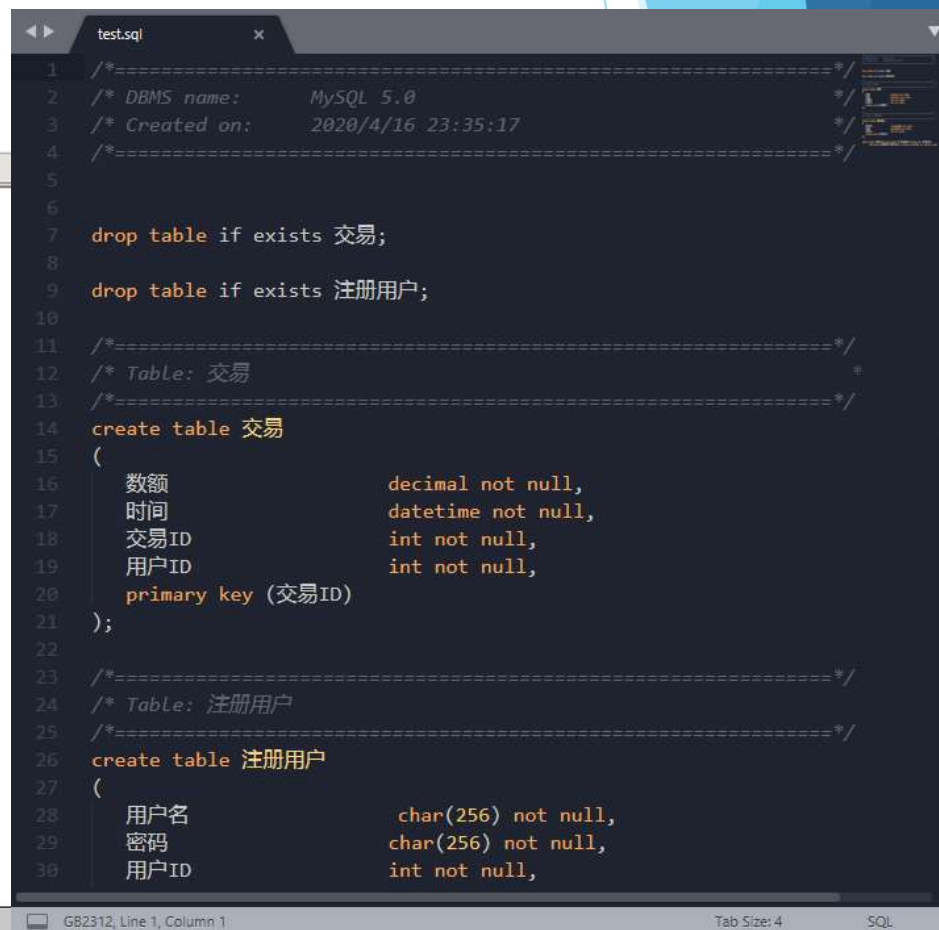 test.sql ×
1 /*==============================================================*/
2 /* DBMS name:      MySQL 5.0                                    */
3 /* Created on:     2020/4/16 23:35:17                           */
4 /*==============================================================*/
5
6
7 drop table if exists 交易;
8
9 drop table if exists 注册用户;
10
11 /*==============================================================*/
12 /* Table: 交易                                                    *
13 /*==============================================================*/
14 create table 交易
15 (
16    数额                   decimal not null,
17    时间                   datetime not null,
18    交易ID                 int not null,
19    用户ID                 int not null,
20    primary key (交易ID)
21 );
22
23 /*==============================================================*/
24 /* Table: 注册用户
25 /*==============================================================*/
26 create table 注册用户
27 (
28    用户名                  char(256) not null,
29    密码                   char(256) not null,
30    用户ID                 int not null,
GB2312, Line 1, Column 1 Tab Size: 4 SQL